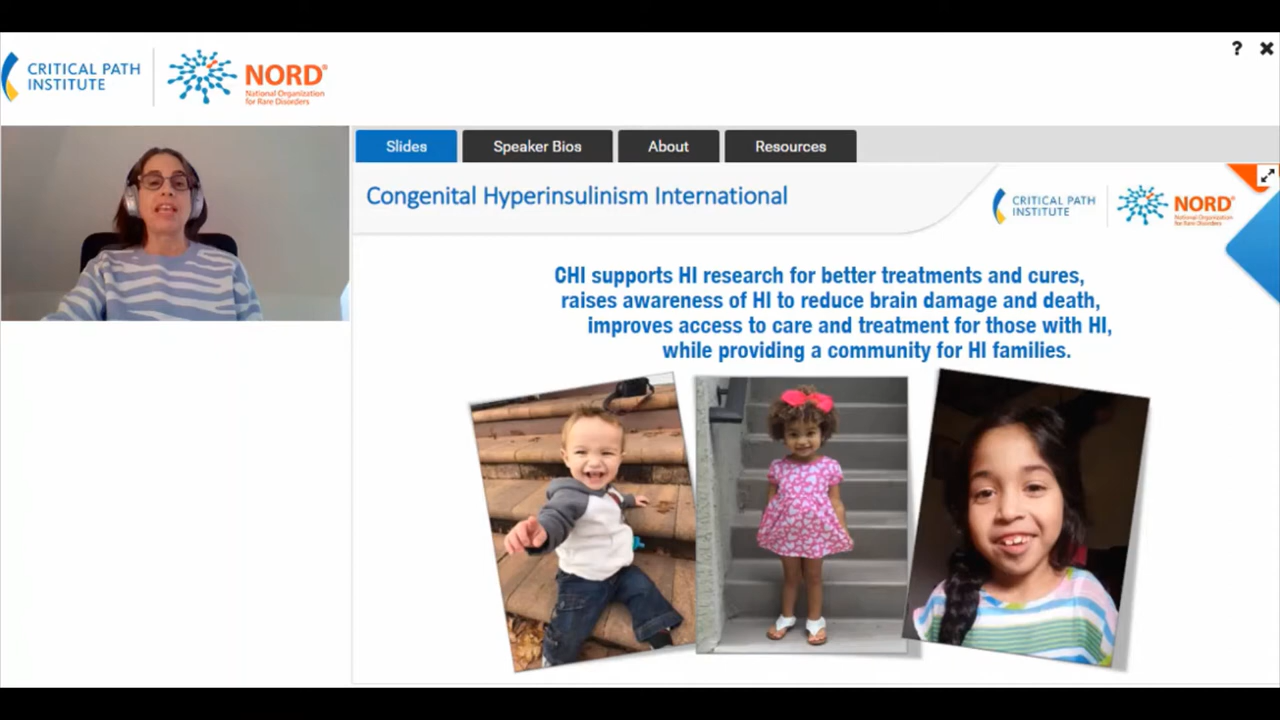 ? ✖
CRITICAL PATH
INSTITUTE
NORD®
National Organization
for Rare Disorders
Slides
Speaker Bios
About
Resources
Congenital Hyperinsulinism International
CRITICAL PATH
INSTITUTE
NORD®
National Organization
for Rare Disorders
CHI supports HI research for better treatments and cures,
raises awareness of HI to reduce brain damage and death,
improves access to care and treatment for those with HI,
while providing a community for HI families.